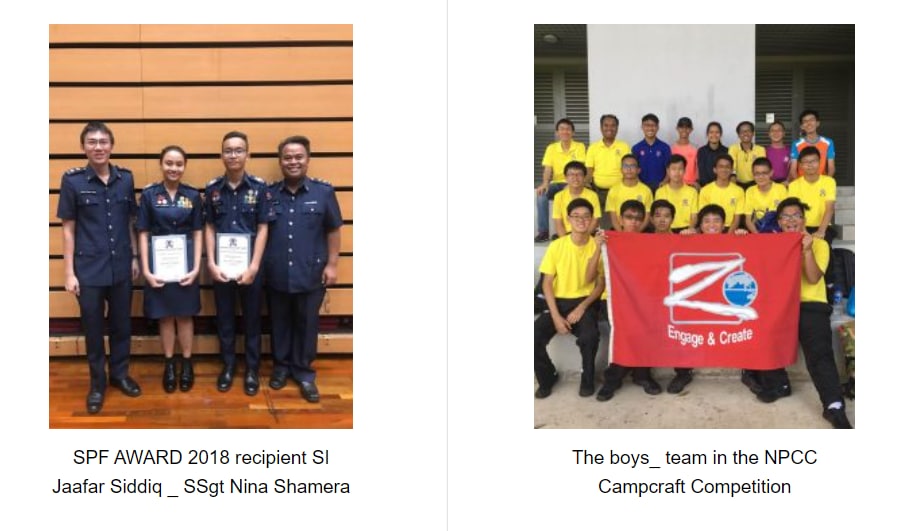 Z
Engage & Create
SPF AWARD 2018 recipient SI
Jaafar Siddiq _ SSgt Nina Shamera
The boys_ team in the NPCC
Campcraft Competition